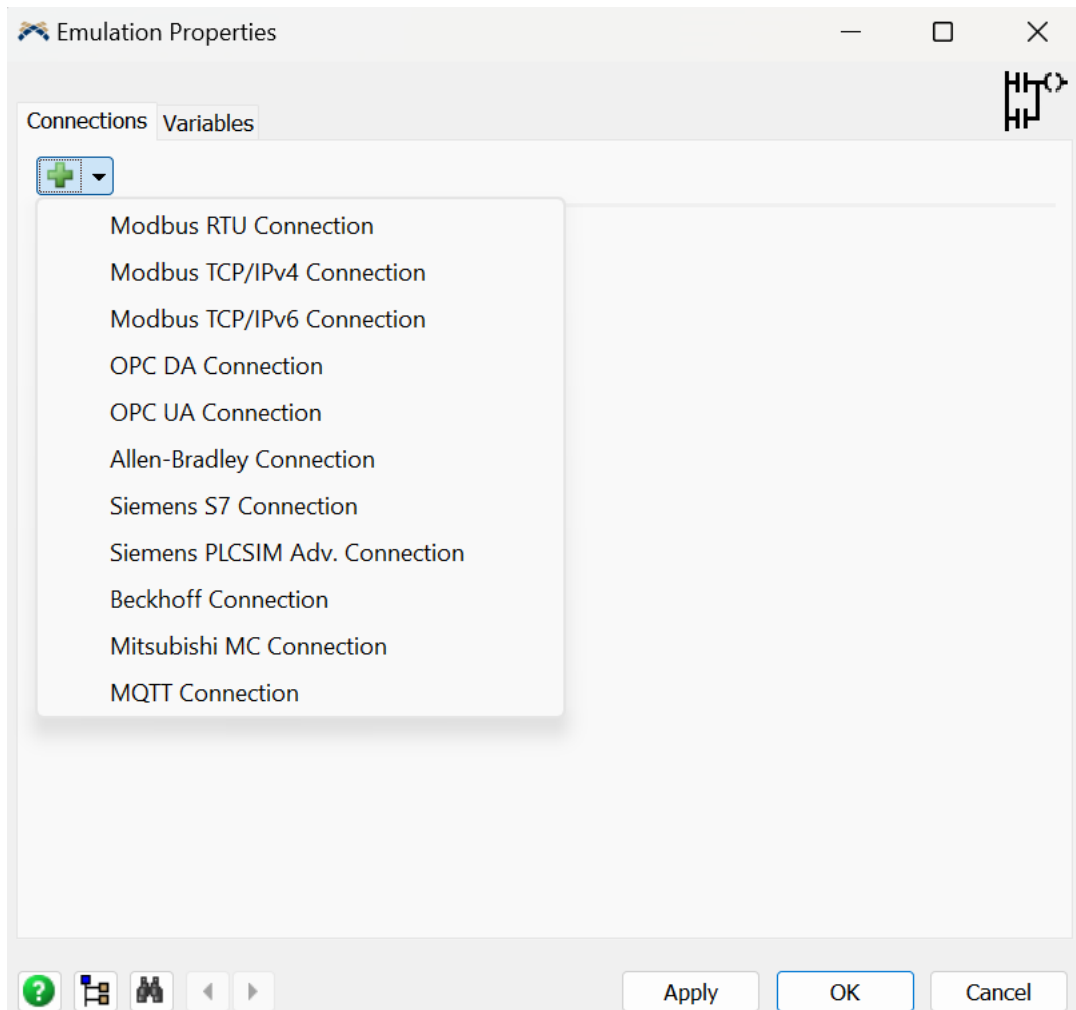 Emulation Properties
Connections Variables
Modbus RTU Connection
Modbus TCP/IPv4 Connection
Modbus TCP/IPv6 Connection
OPC DA Connection
OPC UA Connection
Allen-Bradley Connection
Siemens S7 Connection
Siemens PLCSIM Adv. Connection
Beckhoff Connection
Mitsubishi MC Connection
MQTT Connection
Apply OK Cancel